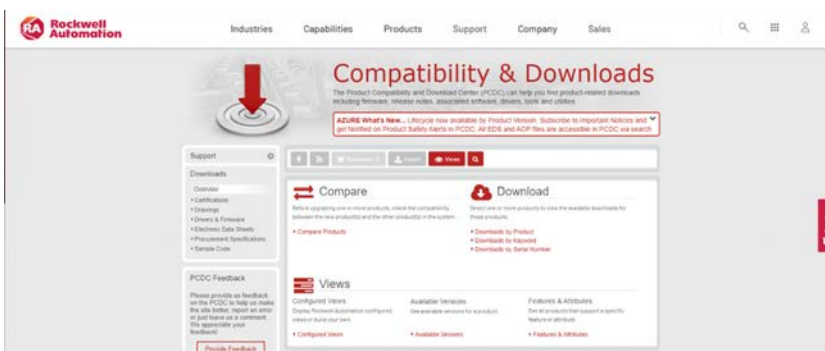 RA Rockwell
Automation
Industries Capabilities Products Support Company Sales
Compatibility & Downloads
The Product Compatibility and Download Center (PCDC) can help you find product-related downloads
including firmware, release notes, associated software, drivers, tools and utilities.
AZURE What's New... Lifecycle now available by Product Version. Subscribe to Important Notices and
get Notified on Product Safety Alerts in PCDC. All EDS and AOP files are accessible in PCDC via search
Support
Downloads
Overview
Certifications
Drawings
Drivers & Firmware
Electronic Data Sheets
Procurement Specifications
Sample Code
PCDC Feedback
Please provide us feedback
on the PCDC to help us make
the site better, report an error
or just leave us a comment.
We appreciate your
feedback!
Provide Feedback
Views
Compare
Before upgrading one or more products, check the compatibility
between the new product(s) and the other product(s) in the system.
Compare Products
Download
Select one or more products to view the available downloads for
those products.
Downloads by Product
Downloads by Keyword
Downloads by Serial Number
Views
Configured Views
Display Rockwell Automation configured
views or build your own.
Configured Views
Available Versions
See available versions for a product.
Available Versions
Features & Attributes
See all products that support a specific
feature or attribute.
Features & Attributes